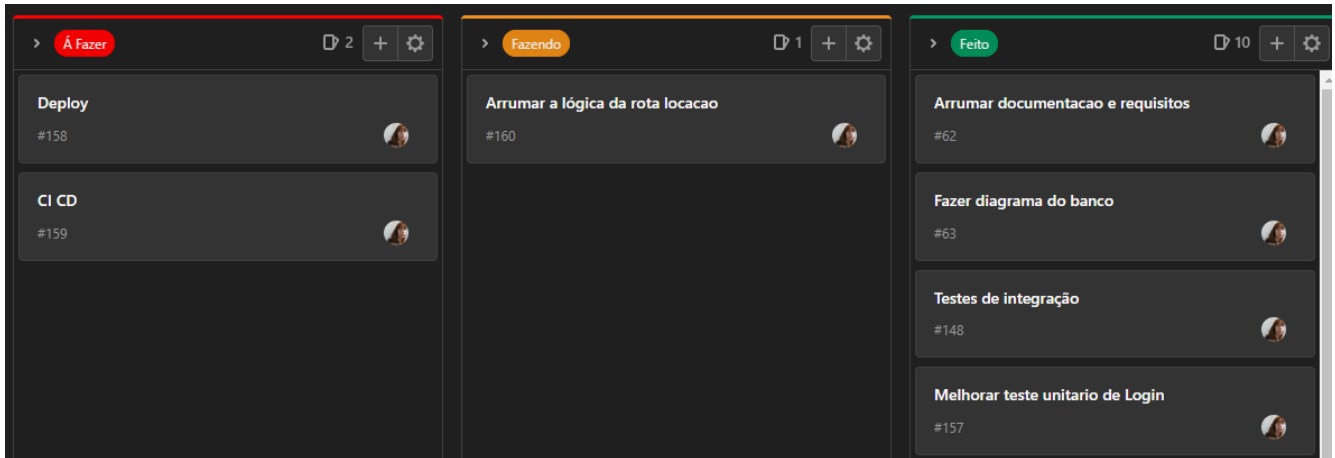 Á Fazer
2
Deploy
#158
CI CD
#159
Fazendo
1
Arrumar a lógica da rota locacao
#160
Feito
10
Arrumar documentacao e requisitos
#62
Fazer diagrama do banco
#63
Testes de integração
#148
Melhorar teste unitario de Login
#157